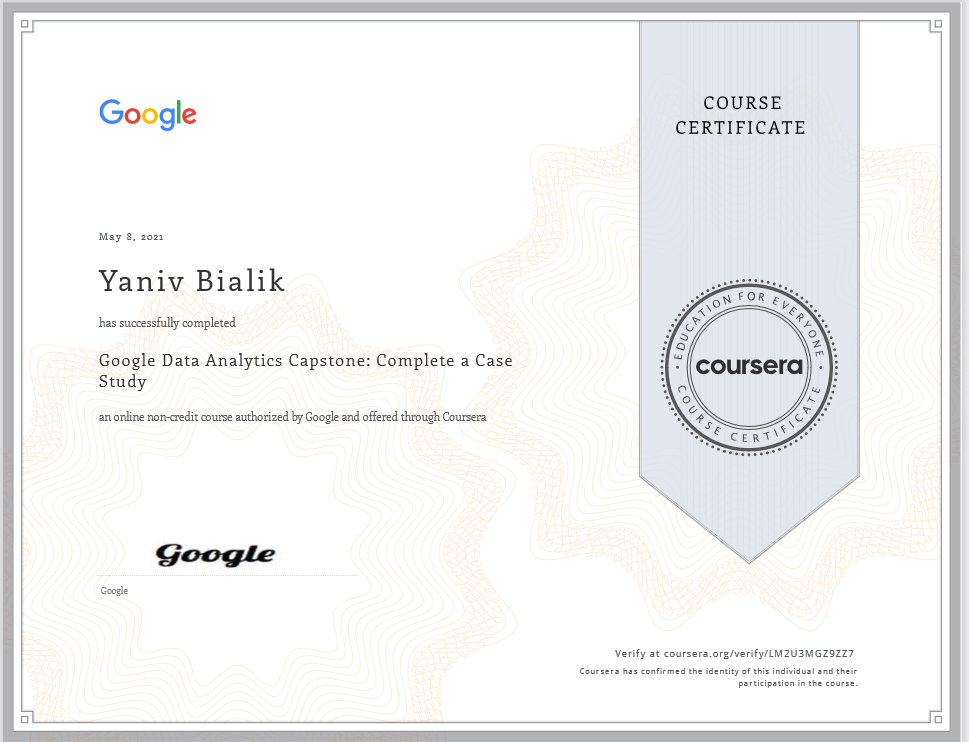 Google
COURSE
CERTIFICATE
May 8, 2021
Yaniv Bialik
has successfully completed
Google Data Analytics Capstone: Complete a Case
Study
an online non-credit course authorized by Google and offered through Coursera
EDUCATION FOR EVERYONE
coursera
COURSE CERTIFICATE
Google
Google
Verify at coursera.org/verify/LM2U3MGZ9ZZ7
Coursera has confirmed the identity of this individual and their
participation in the course.